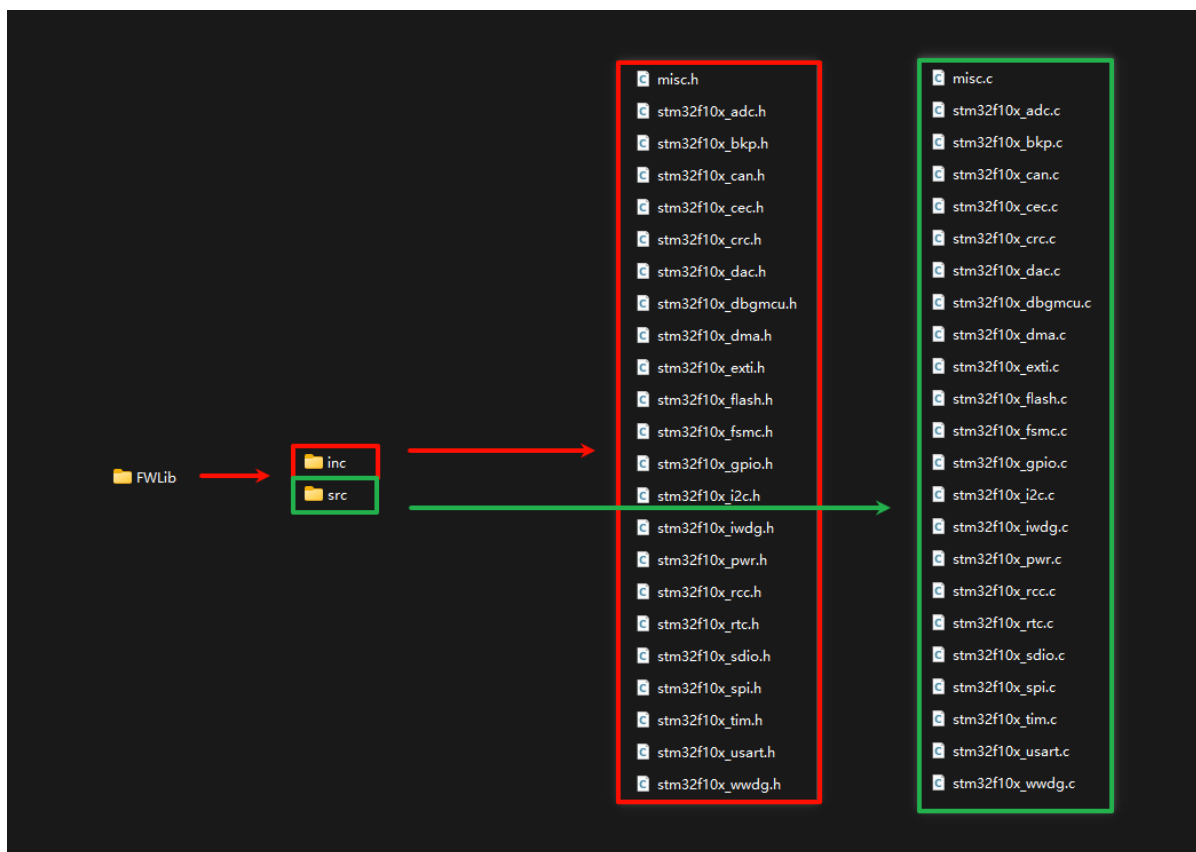 FWLib
inc
src
misc.h
stm32f10x_adc.h
stm32f10x_bkp.h
stm32f10x_can.h
stm32f10x_cec.h
stm32f10x_crc.h
stm32f10x_dac.h
stm32f10x_dbgmcu.h
stm32f10x_dma.h
stm32f10x_exti.h
stm32f10x_flash.h
stm32f10x_fsmc.h
stm32f10x_gpio.h
stm32f10x_i2c.h
stm32f10x_iwdg.h
stm32f10x_pwr.h
stm32f10x_rcc.h
stm32f10x_rtc.h
stm32f10x_sdio.h
stm32f10x_spi.h
stm32f10x_tim.h
stm32f10x_usart.h
stm32f10x_wwdg.h
misc.c
stm32f10x_adc.c
stm32f10x_bkp.c
stm32f10x_can.c
stm32f10x_cec.c
stm32f10x_crc.c
stm32f10x_dac.c
stm32f10x_dbgmcu.c
stm32f10x_dma.c
stm32f10x_exti.c
stm32f10x_flash.c
stm32f10x_fsmc.c
stm32f10x_gpio.c
stm32f10x_i2c.c
stm32f10x_iwdg.c
stm32f10x_pwr.c
stm32f10x_rcc.c
stm32f10x_rtc.c
stm32f10x_sdio.c
stm32f10x_spi.c
stm32f10x_tim.c
stm32f10x_usart.c
stm32f10x_wwdg.c